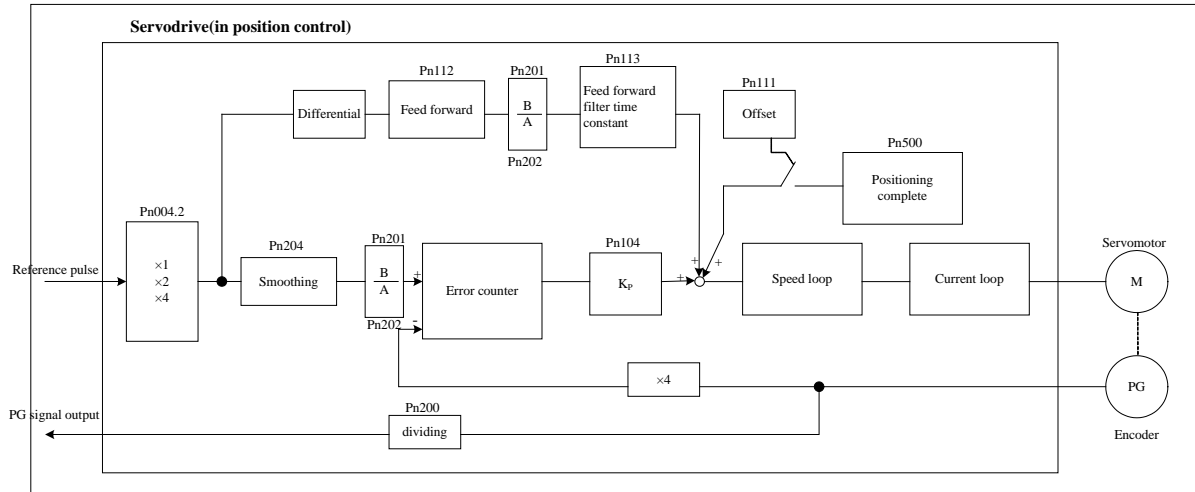 Servodrive(in position control)
Pn112
Pn201
Pn113
Pn111
Differential
Feed forward
B
A
Feed forward
filter time
constant
Offset
Pn202
Pn500
Positioning
complete
Pn004.2
Reference pulse
×1
×2
×4
Pn204
Smoothing
Pn201
B
A
Pn202
+
-
Error counter
Pn104
KP
+
+
+
Speed loop
Current loop
Servomotor
M
×4
PG
Encoder
PG signal output
Pn200
dividing